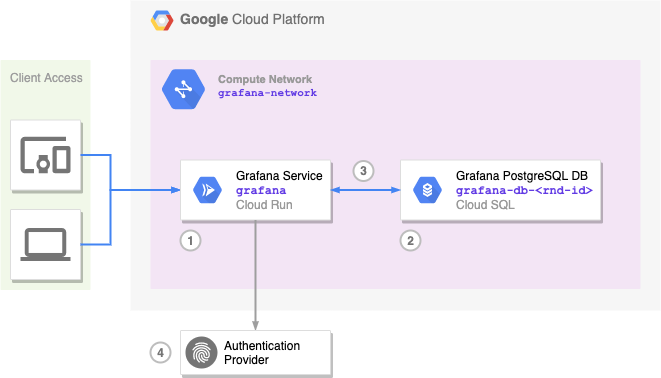 Google Cloud Platform
Client Access
Compute Network
grafana-network
Grafana Service
grafana
Cloud Run
3
Grafana PostgreSQL DB
grafana-db-<rnd-id>
Cloud SQL
1
2
4
Authentication
Provider